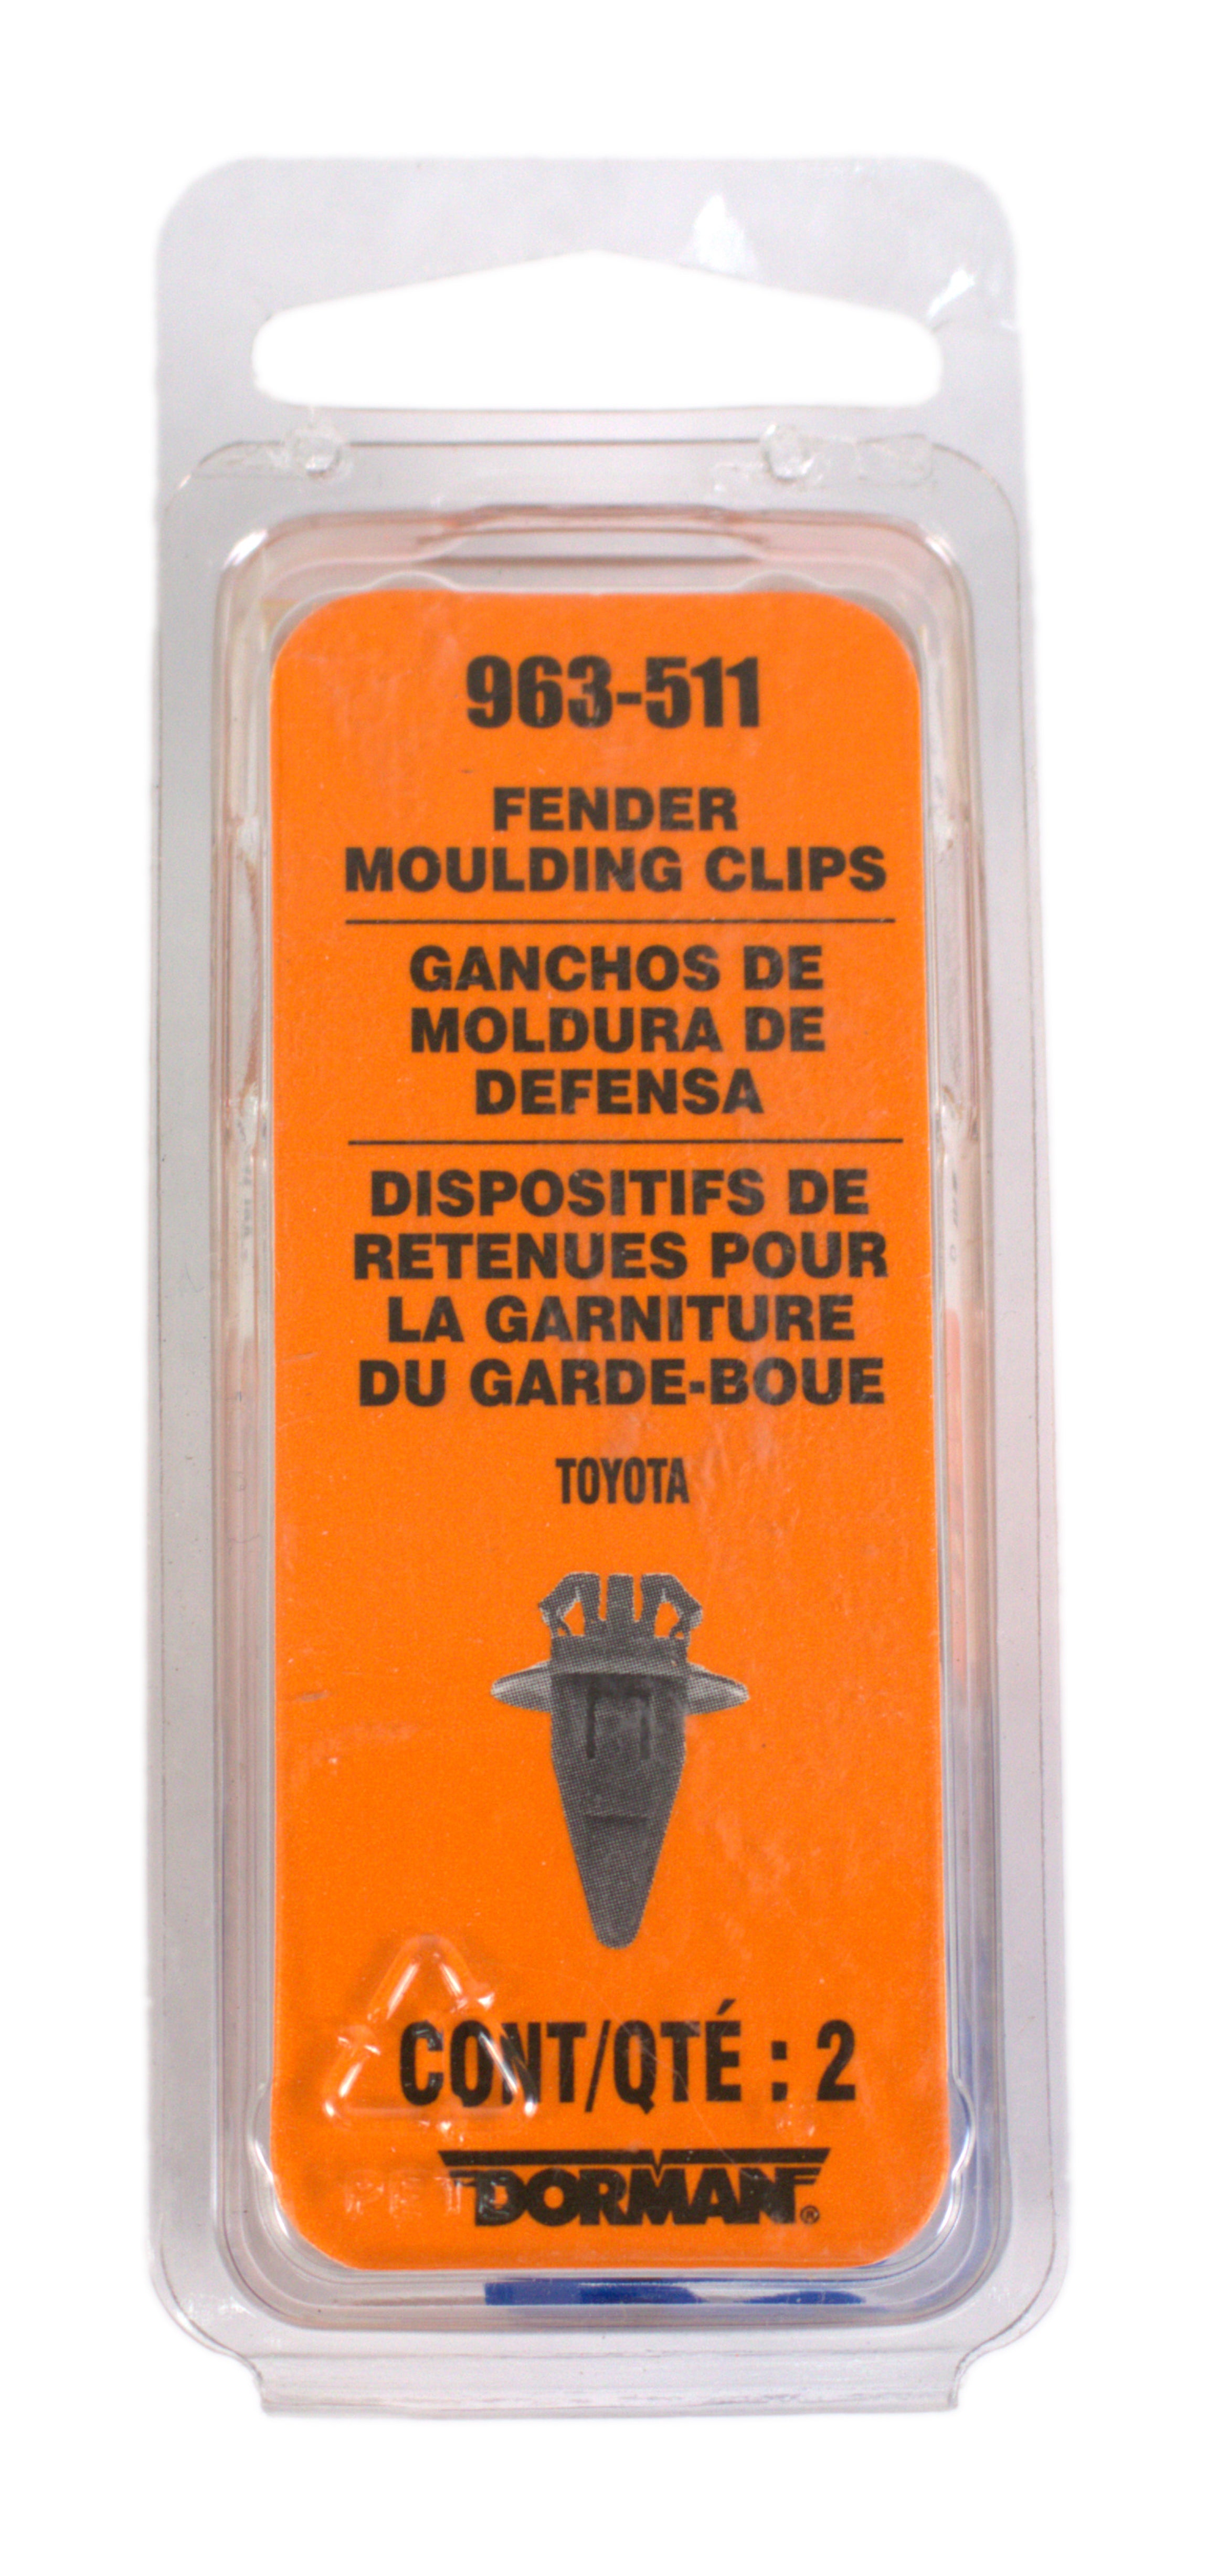 963-511
FENDER
MOULDING CLIPS
GANCHOS DE
MOLDURA DE
DEFENSA
DISPOSITIFS DE
RETENUES POUR
LA GARNITURE
DU GARDE-BOUE
TOYOTA
CONT/QTÉ : 2
DORMAN®